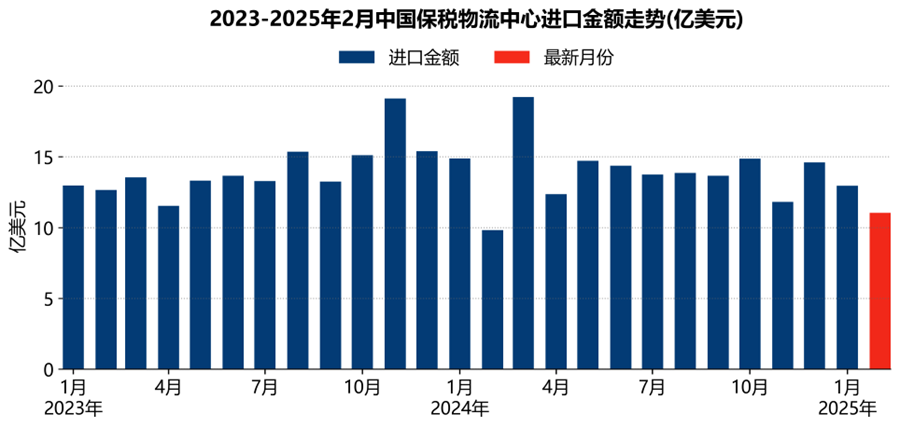 2023-2025年2月中国保税物流中心进口金额走势(亿美元)
进口金额 最新月份
亿美元
20
15
10
5
0
1月 4月 7月 10月 1月 4月 7月 10月 1月
2023年 2024年 2025年